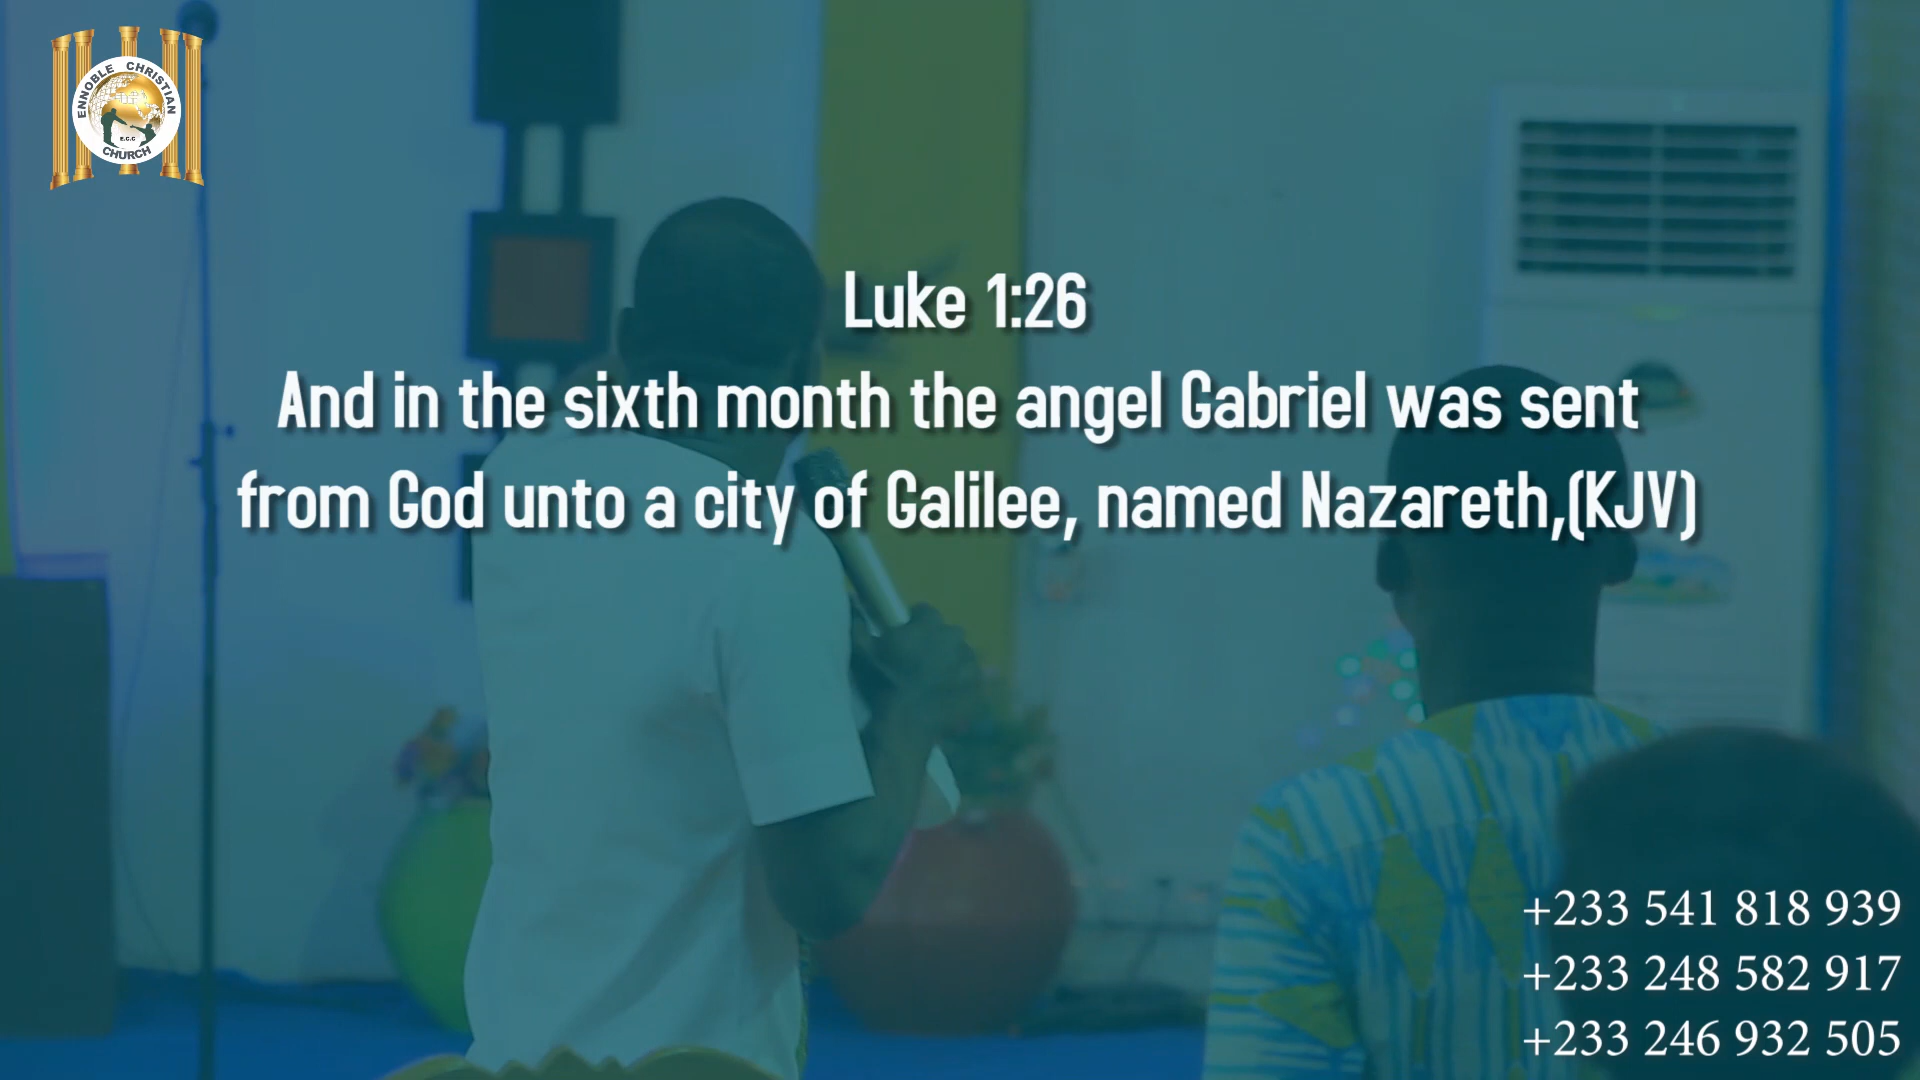 ENNOBLE CHRISTIAN
E.C.C
CHURCH
Luke 1:26
And in the sixth month the angel Gabriel was sent
from God unto a city of Galilee, named Nazareth,(KJV)
+233 541 818 939
+233 248 582 917
+233 246 932 505